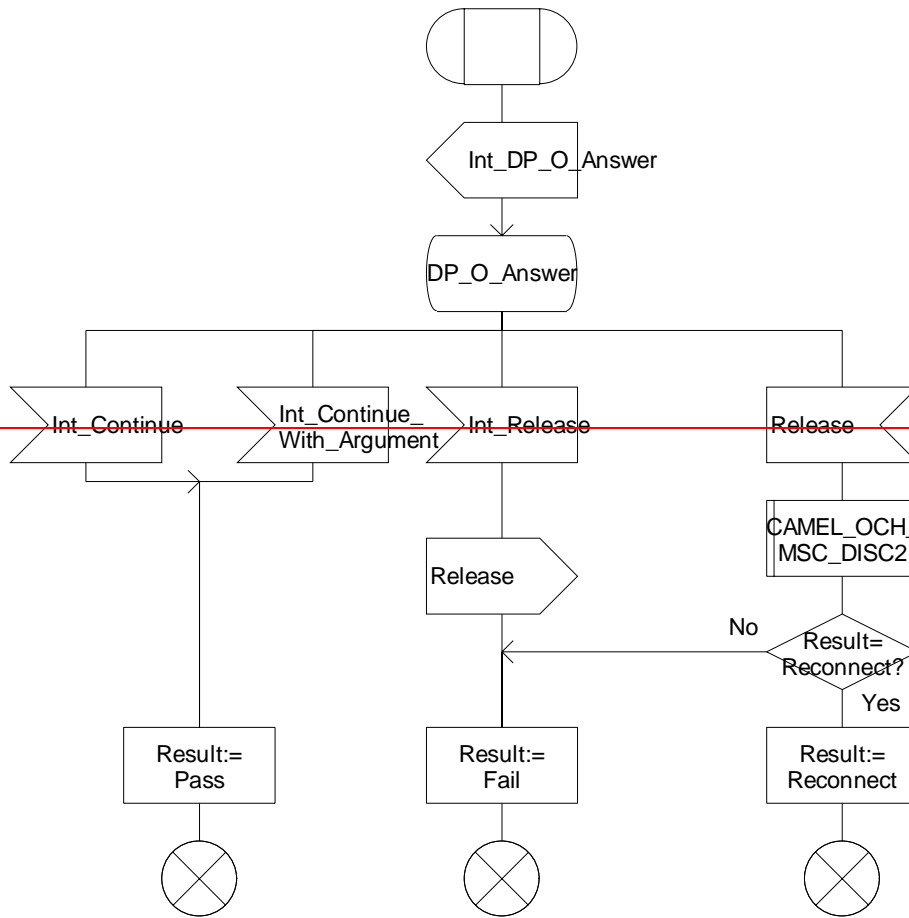 Int_DP_O_Answer
DP_O_Answer
Int_Continue
Int_Continue_
With_Argument
Int_Release
Release
CAMEL_OCH_
MSC_DISC2
Release
No
Result=
Reconnect?
Yes
Result:=
Pass
Result:=
Fail
Result:=
Reconnect